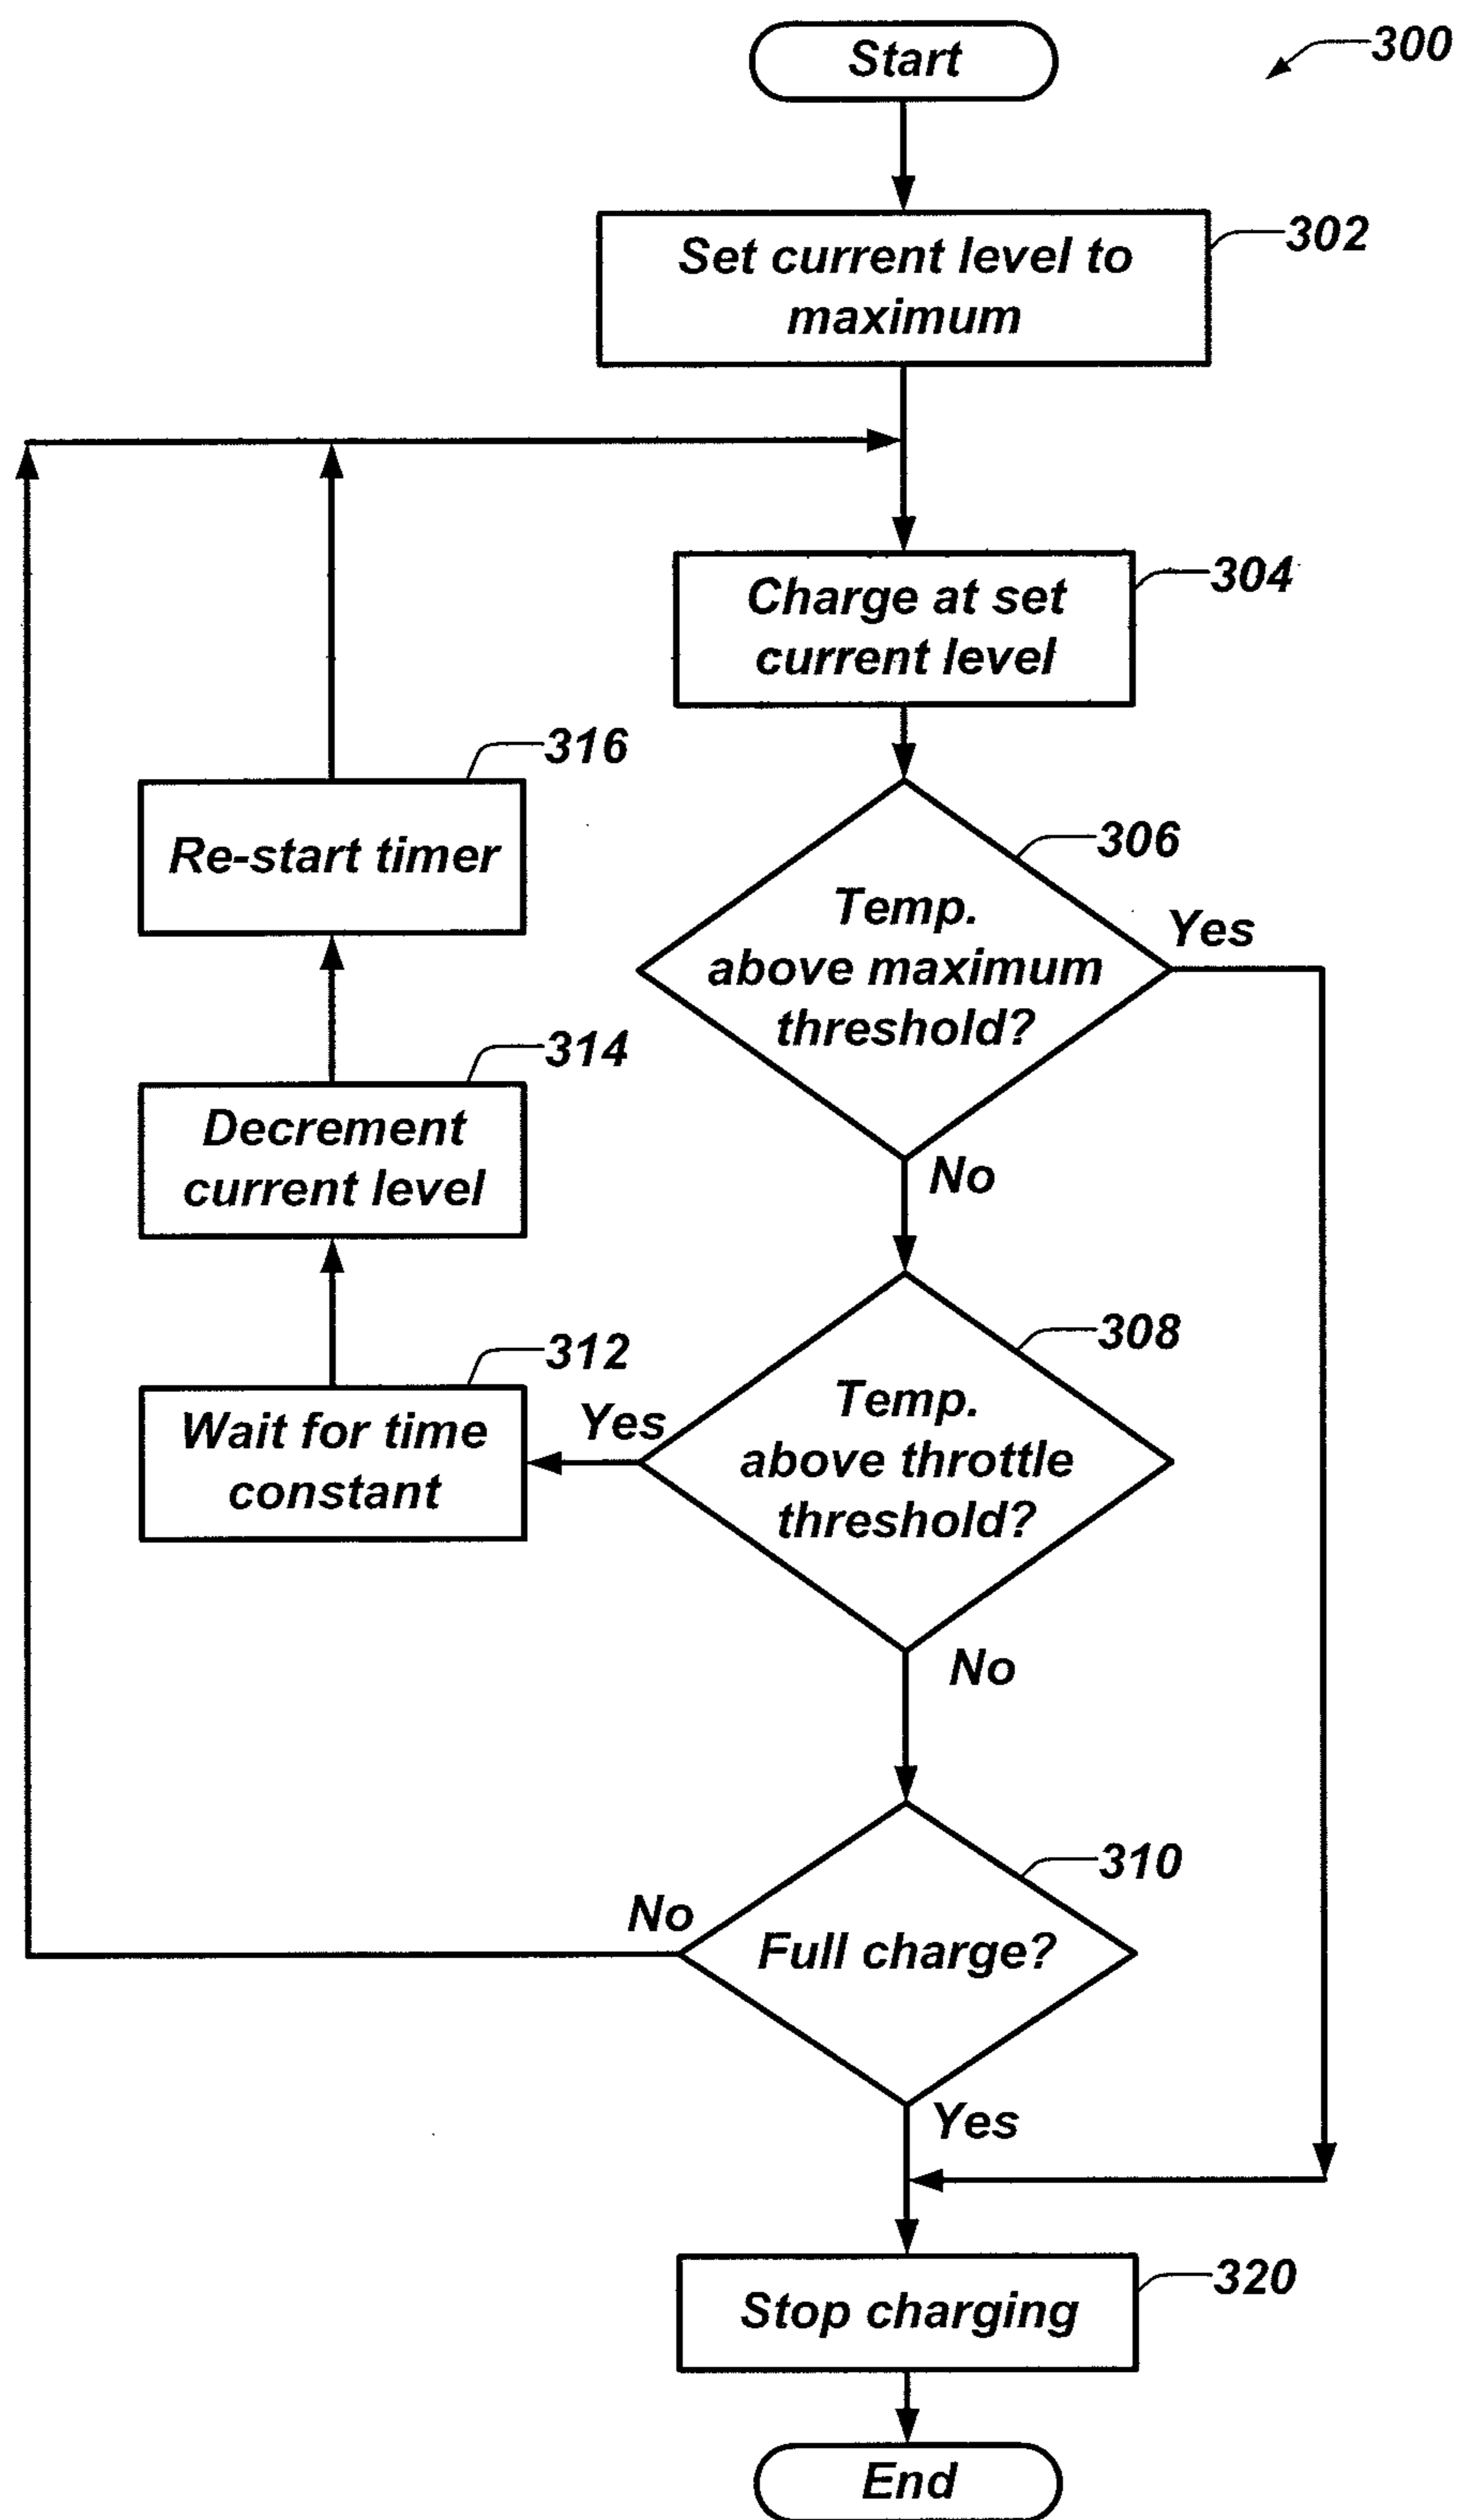 Start
300
Set current level to
maximum
302
Charge at set
current level
304
316
Re-start timer
306
Temp.
above maximum
threshold?
Yes
No
314
Decrement
current level
308
Temp.
above throttle
threshold?
312
Wait for time
constant
Yes
No
310
Full charge?
No
Yes
320
Stop charging
End